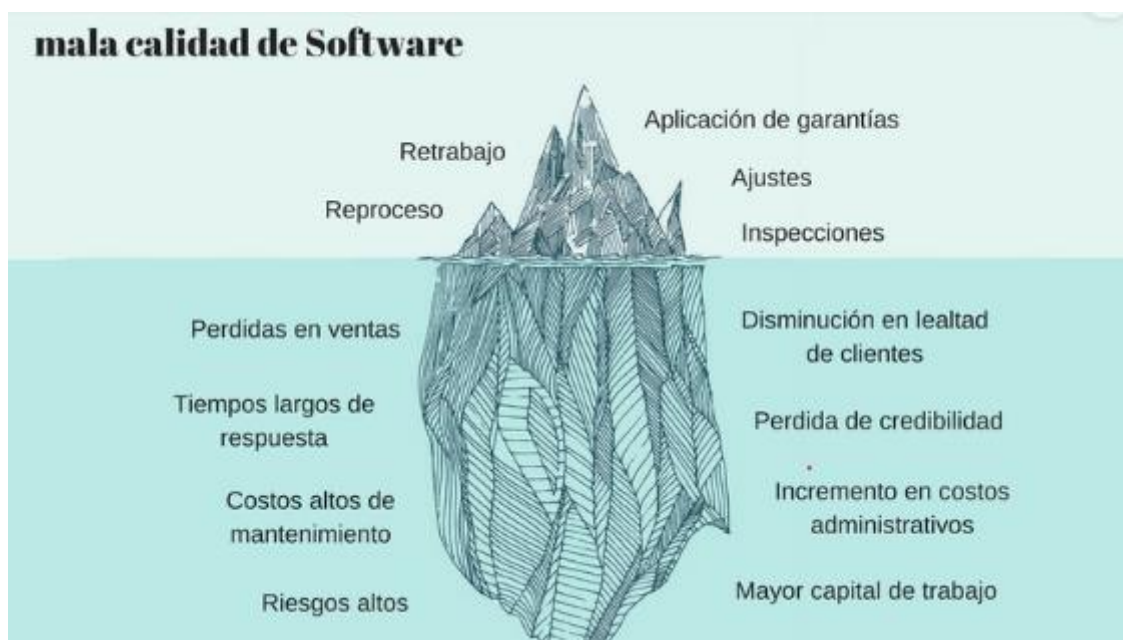 mala calidad de Software
Aplicación de garantías
Retrabajo
Ajustes
Reproceso
Inspecciones
Perdidas en ventas
Disminución en lealtad
de clientes
Tiempos largos de
respuesta
Perdida de credibilidad
Costos altos de
mantenimiento
Incremento en costos
administrativos
Riesgos altos
Mayor capital de trabajo